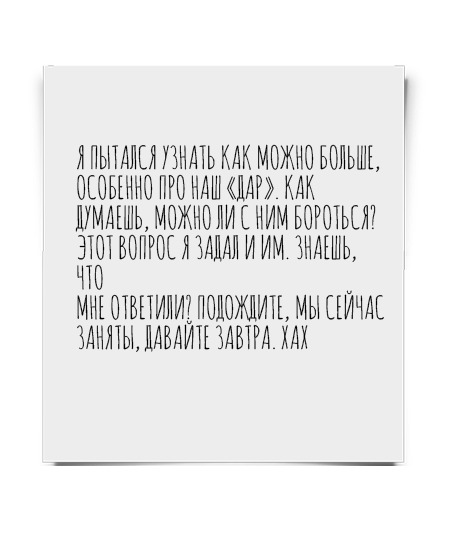 Я ПЫТАЛСЯ УЗНАТЬ КАК МОЖНО БОЛЬШЕ,
ОСОБЕННО ПРО НАШ «ДАР». КАК
ДУМАЕШЬ, МОЖНО ЛИ С НИМ БОРОТЬСЯ?
ЭТОТ ВОПРОС Я ЗАДАЛ И ИМ. ЗНАЕШЬ,
ЧТО
МНЕ ОТВЕТИЛИ? ПОДОЖДИТЕ, МЫ СЕЙЧАС
ЗАНЯТЫ, ДАВАЙТЕ ЗАВТРА. ХАХ